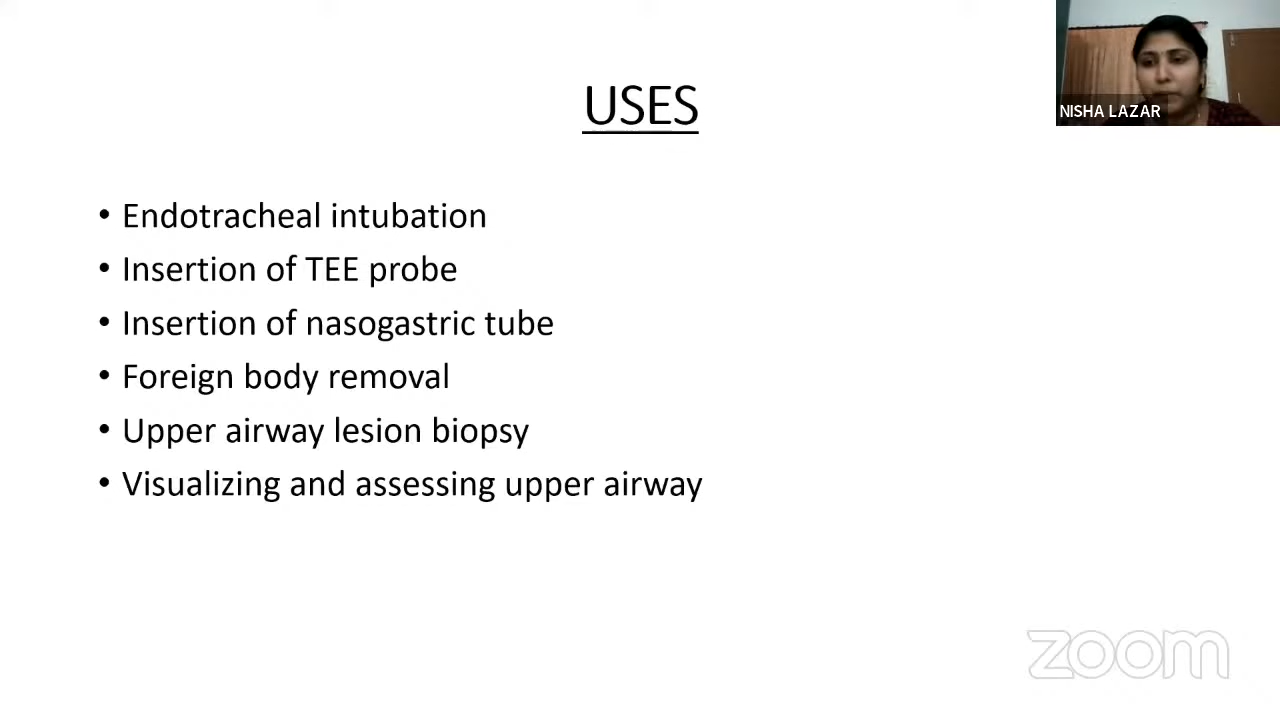 USES
NISHA LAZAR
• Endotracheal intubation
• Insertion of TEE probe
• Insertion of nasogastric tube
• Foreign body removal
• Upper airway lesion biopsy
• Visualizing and assessing upper airway
zoom